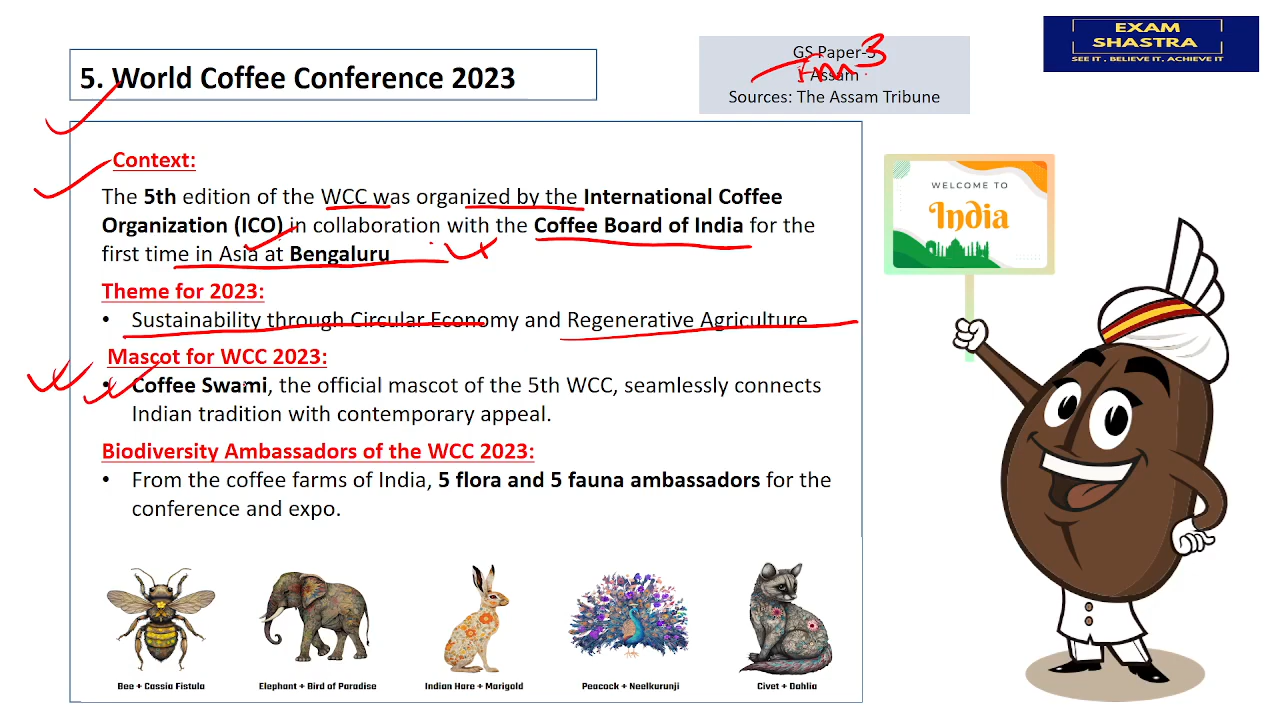 EXAM
SHASTRA
SEE IT , BELIEVE IT, ACHIEVE IT
5. World Coffee Conference 2023
GS Paper-3
Assam
Sources: The Assam Tribune
Context:
The 5th edition of the WCC was organized by the International Coffee
Organization (ICO) in collaboration with the Coffee Board of India for the
first time in Asia at Bengaluru
Theme for 2023:
• Sustainability through Circular Economy and Regenerative Agriculture
Mascot for WCC 2023:
• Coffee Swami, the official mascot of the 5th WCC, seamlessly connects
Indian tradition with contemporary appeal.
Biodiversity Ambassadors of the WCC 2023:
• From the coffee farms of India, 5 flora and 5 fauna ambassadors for the
conference and expo.
Bee + Cassia Fistula
Elephant + Bird of Paradise
Indian Hare + Marigold
Peacock + Neelkurunji
Civet + Dahlia
WELCOME TO
India